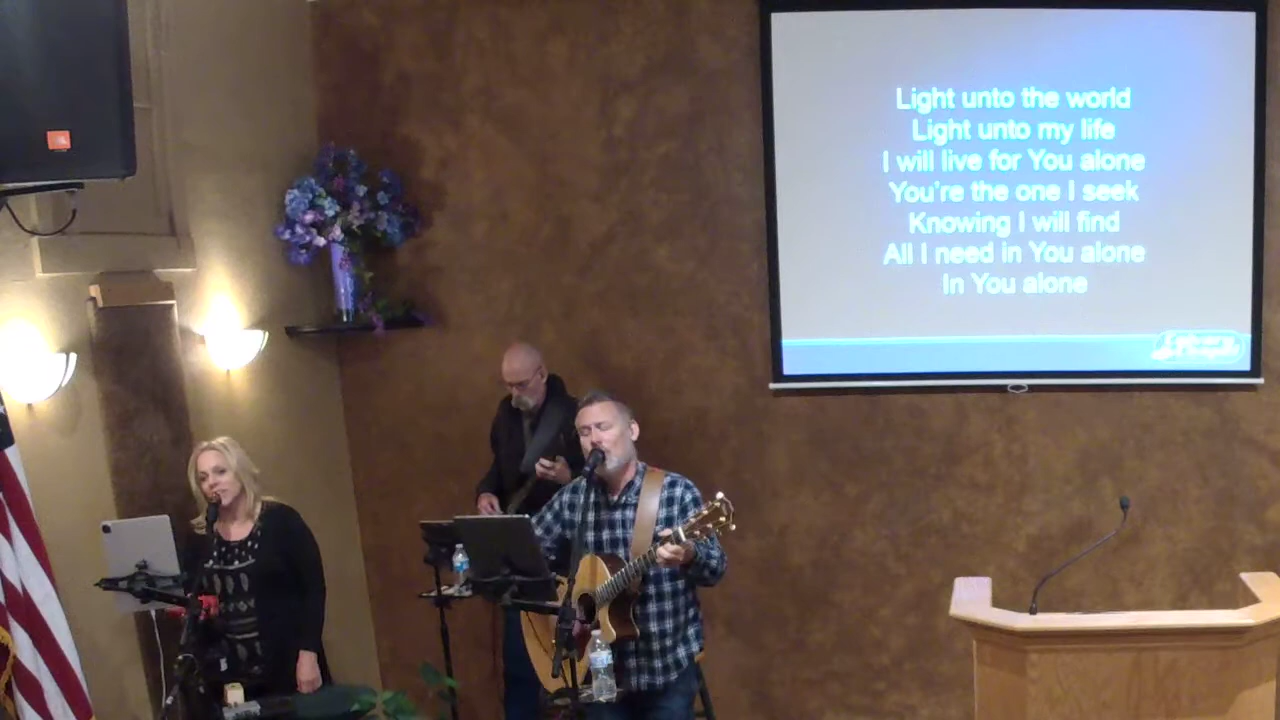 Light unto the world
Light unto my life
I will live for You alone
You're the one I seek
Knowing I will find
All I need in You alone
In You alone